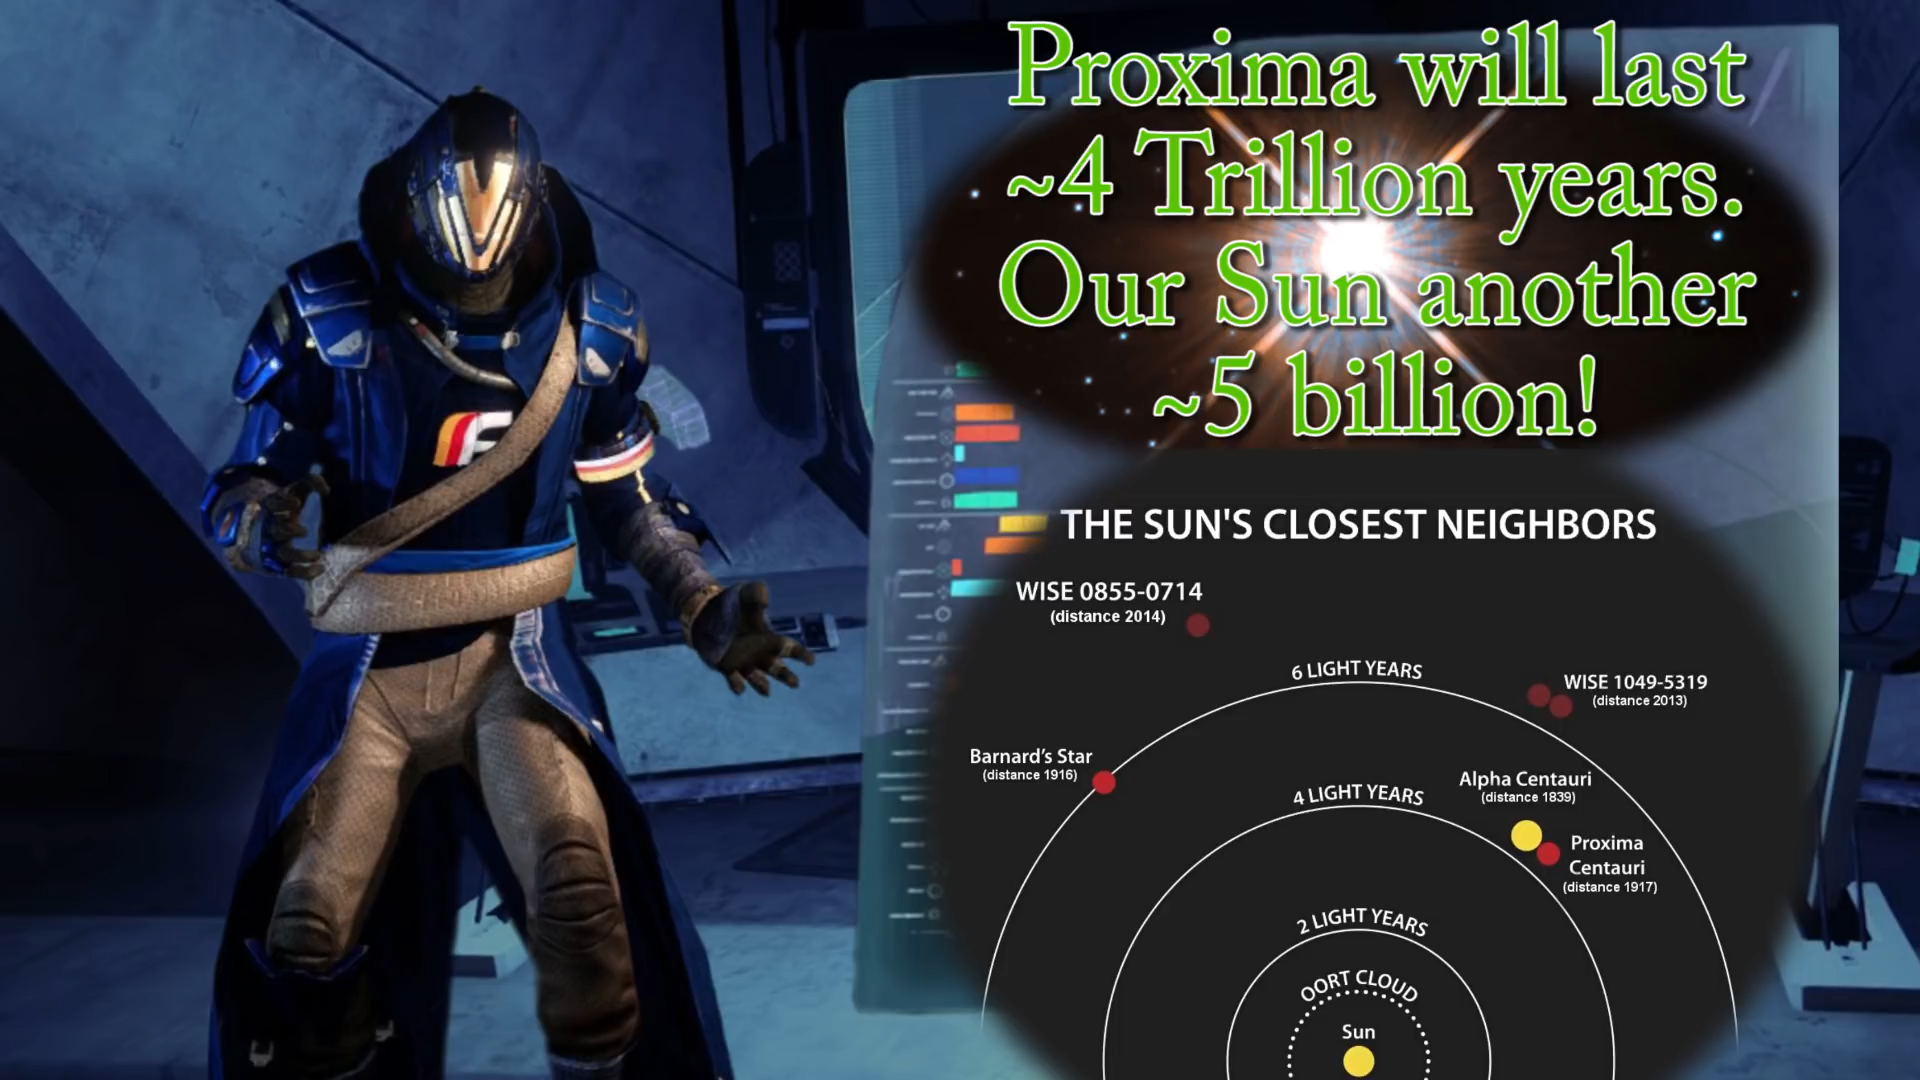 Proxima will last
~4 Trillion years.
Our Sun another
~5 billion!
THE SUN'S CLOSEST NEIGHBORS
WISE 0855-0714
(distance 2014)
6 LIGHT YEARS
WISE 1049-5319
(distance 2013)
Barnard's Star
(distance 1916)
4 LIGHT YEARS
Alpha Centauri
(distance 1839)
Proxima
Centauri
(distance 1917)
2 LIGHT YEARS
OORT CLOUD
Sun